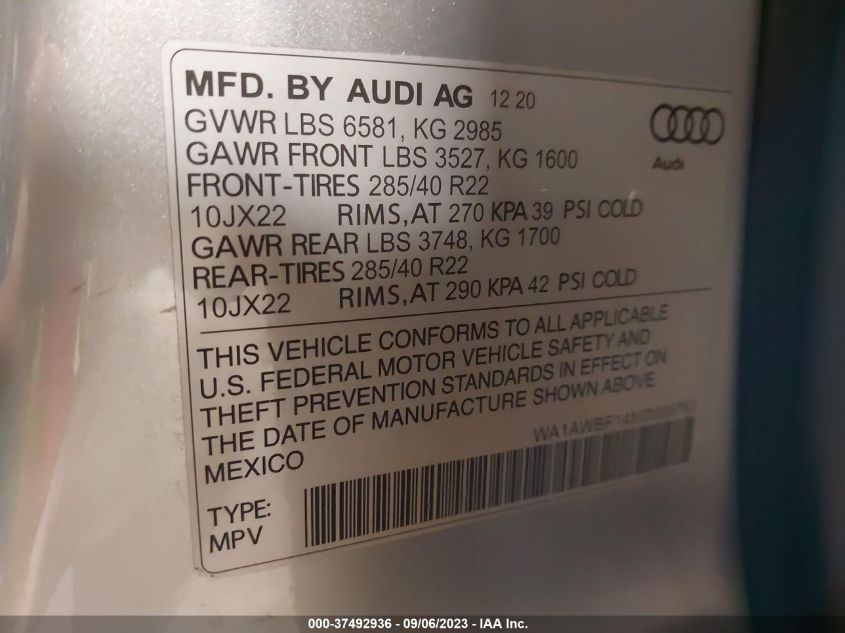 MFD. BY AUDI AG 12 20
GVWR LBS 6581, KG 2985
GAWR FRONT LBS 3527, KG 1600
FRONT-TIRES 285/40 R22
10JX22 RIMS,AT 270 KPA 39 PSI COLD
GAWR REAR LBS 3748, KG 1700
REAR-TIRES 285/40 R22
10JX22 RIMS,AT 290 KPA 42 PSI COLD
Audi
THIS VEHICLE CONFORMS TO ALL APPLICABLE
U.S. FEDERAL MOTOR VEHICLE SAFETY AND
THEFT PREVENTION STANDARDS IN EFFECT ON
THE DATE OF MANUFACTURE SHOWN ABOVE.
MEXICO
TYPE:
MPV
000-37492936 - 09/06/2023 - IAA Inc.